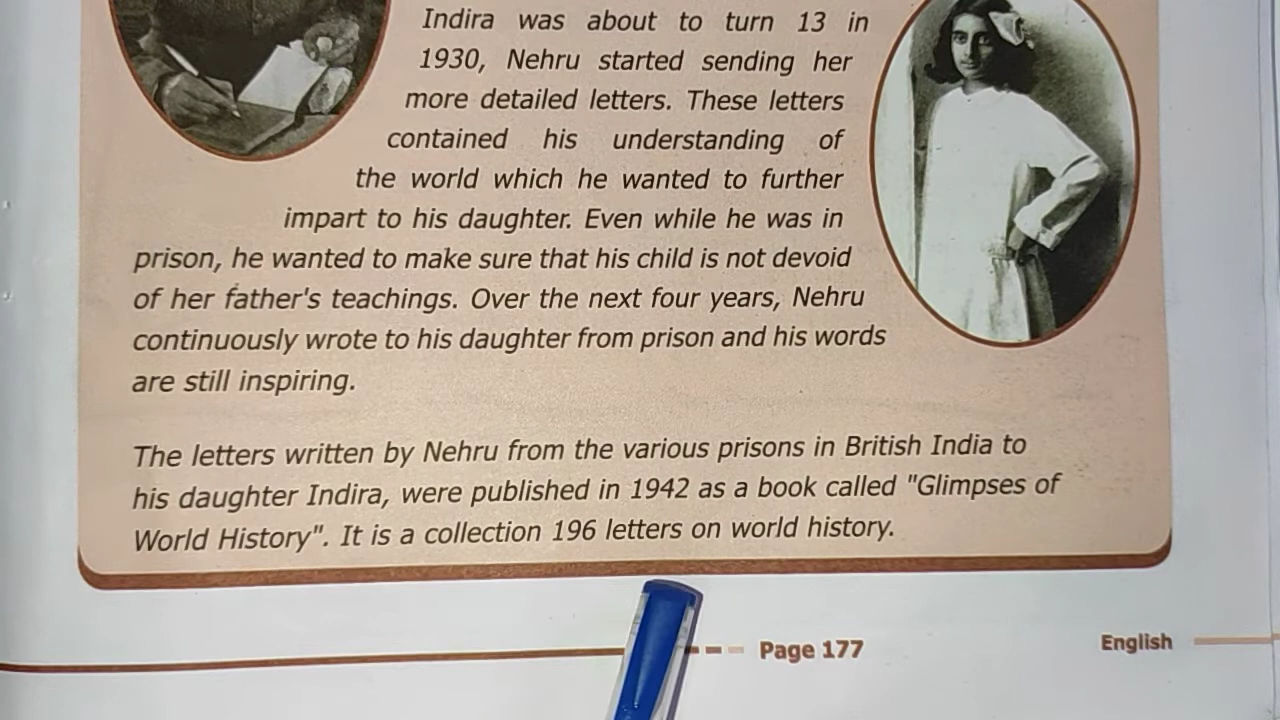 Indira was about to turn 13 in
1930, Nehru started sending her
more detailed letters. These letters
contained his understanding of
the world which he wanted to further
impart to his daughter. Even while he was in
prison, he wanted to make sure that his child is not devoid
of her father's teachings. Over the next four years, Nehru
continuously wrote to his daughter from prison and his words
are still inspiring.
The letters written by Nehru from the various prisons in British India to
his daughter Indira, were published in 1942 as a book called "Glimpses of
World History". It is a collection 196 letters on world history.
Page 177
English